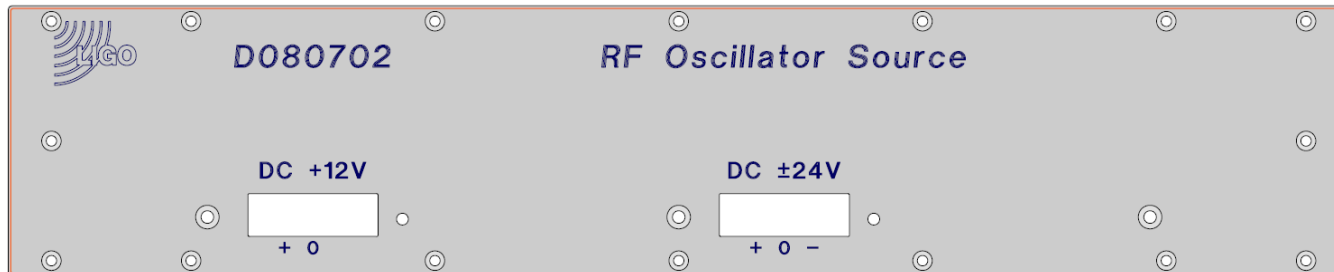 LIGO D080702 RF Oscillator Source
DC +12V DC ±24V
+ 0 + 0 -